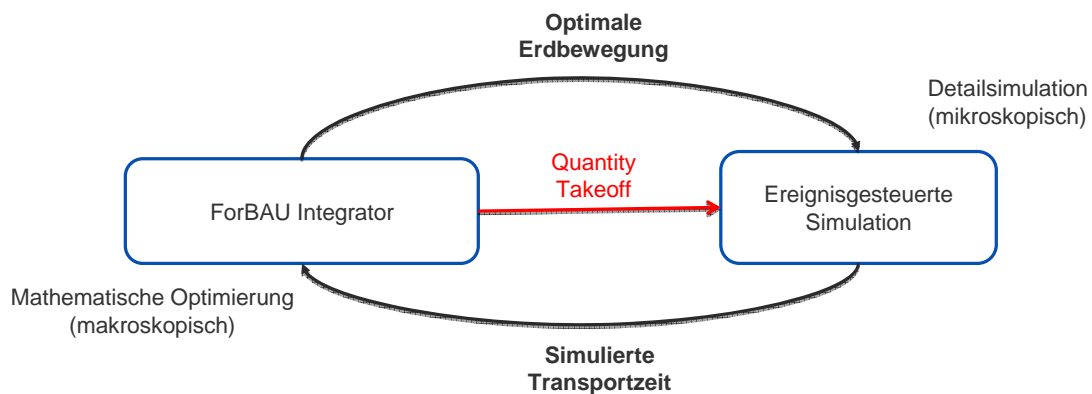 Optimale
Erdbewegung
Detailsimulation
(mikroskopisch)
Quantity
Takeoff
ForBAU Integrator
Ereignisgesteuerte
Simulation
Mathematische Optimierung
(makroskopisch)
Simulierte
Transportzeit